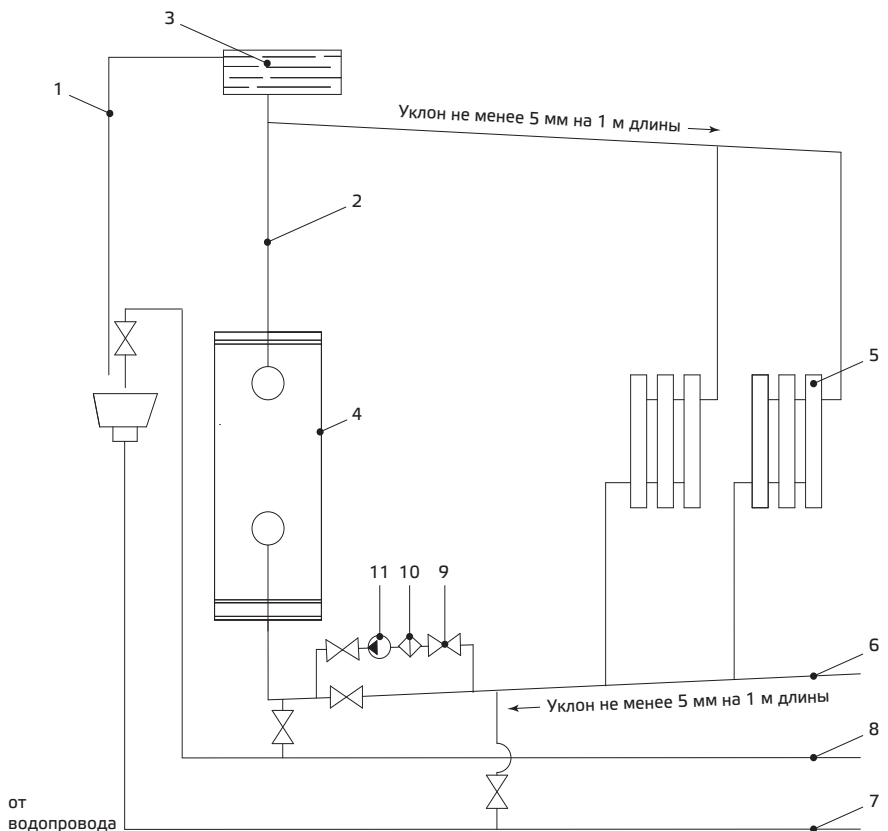 3
1
Уклон не менее 5 мм на 1 м длины
2
5
4
11 10 9
6
Уклон не менее 5 мм на 1 м длины
8
7
от
водопровода